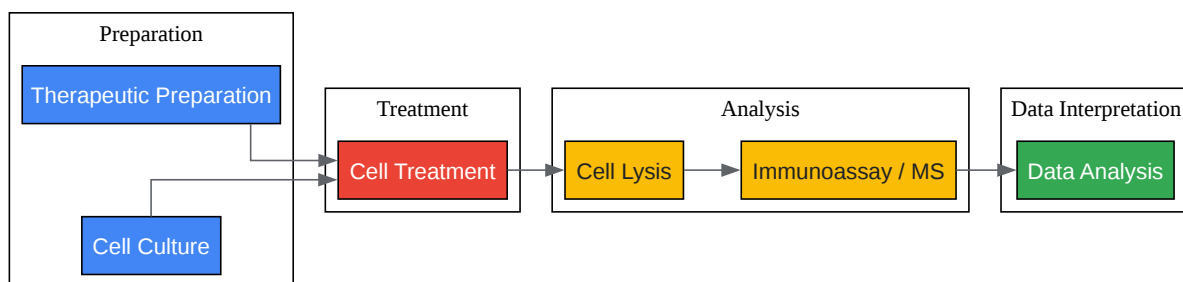 Preparation
Therapeutic Preparation
Cell Culture
Treatment
Cell Treatment
Analysis
Cell Lysis
Immunoassay / MS
Data Interpretation
Data Analysis